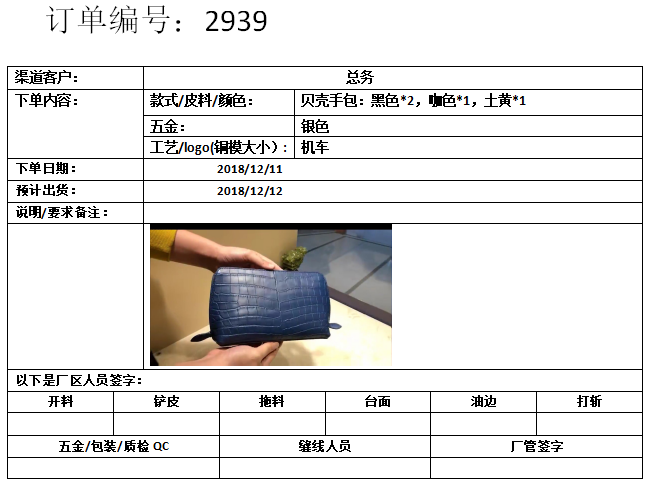 订单编号：2939
渠道客户： 总务
下单内容： 款式/皮料/颜色： 贝壳手包：黑色*2，咖色*1，土黄*1
五金： 银色
工艺/logo(铜模大小）： 机车
下单日期： 2018/12/11
预计出货： 2018/12/12
说明/要求备注：
以下是厂区人员签字：
开料 铲皮 拖料 台面 油边 打斩
五金/包装/质检 QC 缝线人员 厂管签字